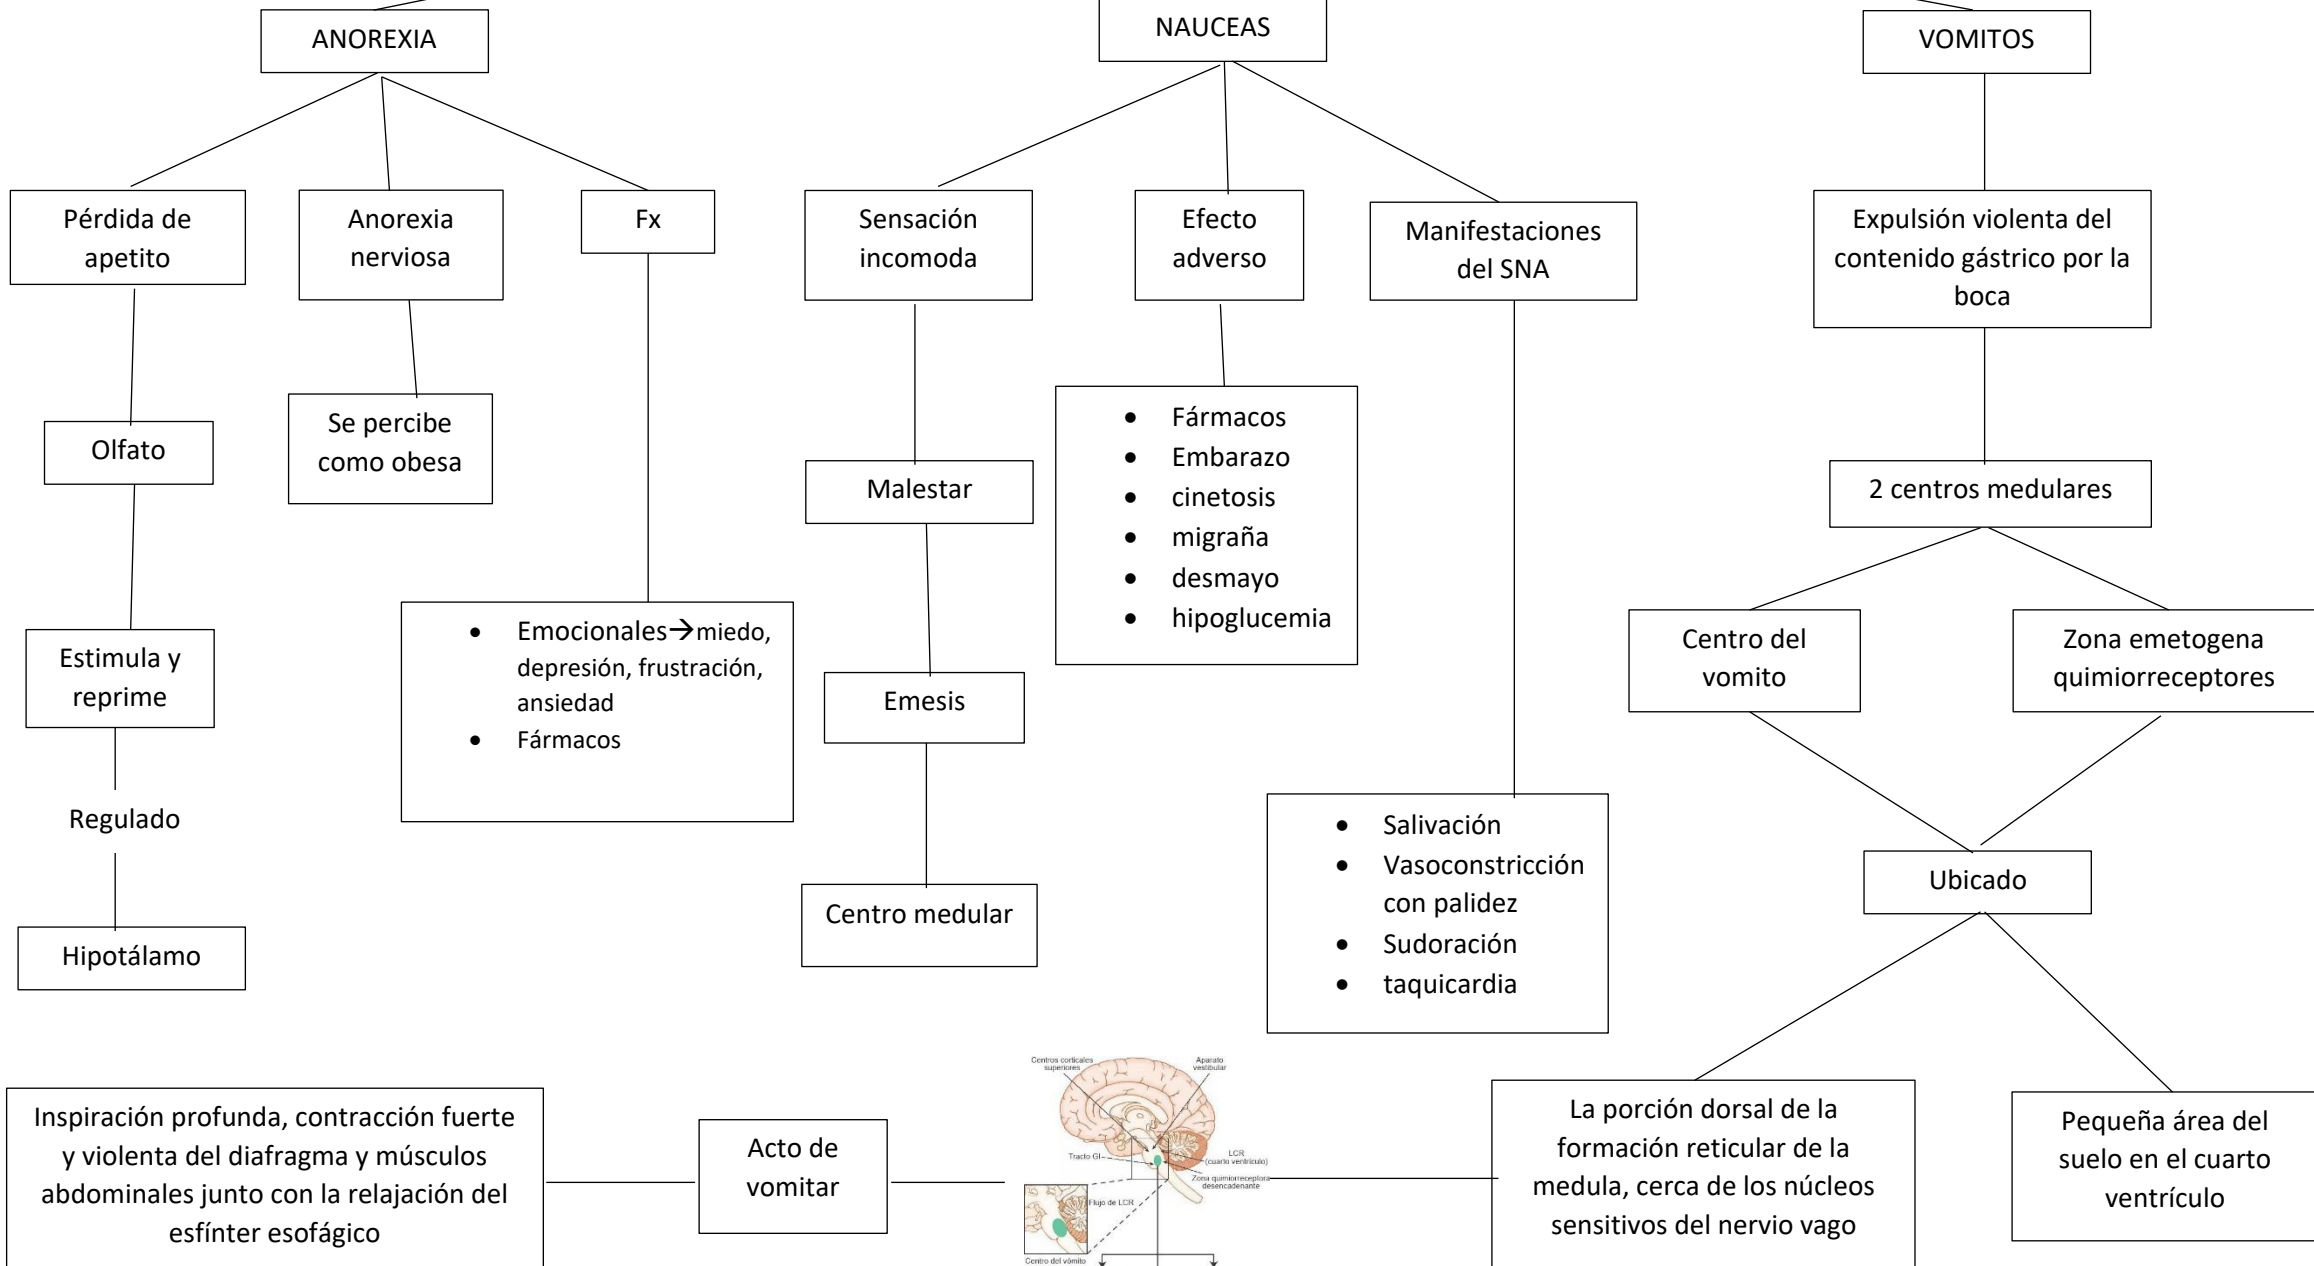 ANOREXIA
NAUCEAS
VOMITOS
Pérdida de
apetito
Anorexia
nerviosa
Fx
Sensación
incomoda
Efecto
adverso
Manifestaciones
del SNA
Expulsión violenta del
contenido gástrico por la
boca
Olfato
Se percibe
como obesa
Malestar
• Fármacos
• Embarazo
• cinetosis
• migraña
• desmayo
• hipoglucemia
2 centros medulares
Estimula y
reprime
• Emocionales→miedo,
depresión, frustración,
ansiedad
• Fármacos
Emesis
Centro del
vomito
Zona emetogena
quimiorreceptores
Regulado
Hipotálamo
Centro medular
• Salivación
• Vasoconstricción
con palidez
• Sudoración
• taquicardia
Ubicado
Inspiración profunda, contracción fuerte
y violenta del diafragma y músculos
abdominales junto con la relajación del
esfínter esofágico
Acto de
vomitar
Centros corticales
superiores
Aparato
vestibular
Tracto GI
LCR
(cuarto ventrículo)
Zona quimiorreceptora
desencadenante
Flujo de LCR
Centro del vómito
La porción dorsal de la
formación reticular de la
medula, cerca de los núcleos
sensitivos del nervio vago
Pequeña área del
suelo en el cuarto
ventrículo